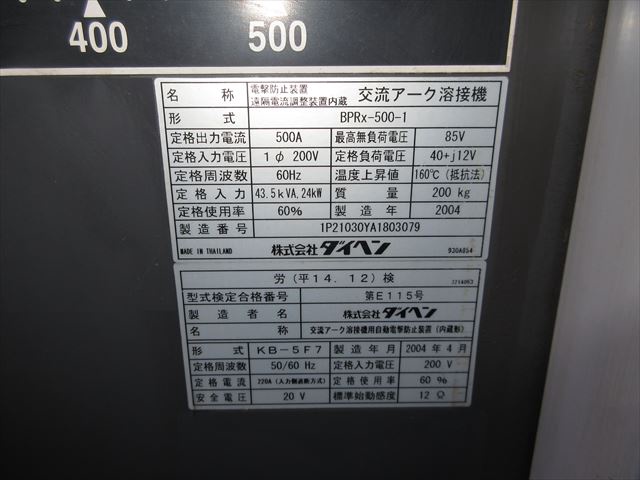 400 500
名称 電撃防止装置 遠隔電流調整装置内蔵 交流アーク溶接機
形式 BPRx-500-1
定格出力電流 500A 最高無負荷電圧 85V
定格入力電圧 1φ 200V 定格負荷電圧 40+j12V
定格周波数 60Hz 温度上昇値 160℃(抵抗法)
定格入力 43.5kVA,24kW 質量 200 kg
定格使用率 60% 製造年 2004
製造番号 1P21030YA1803079
MADE IN THAILAND 株式会社ダイヘン 930A854
労(平14.12)検
型式検定合格番号 第E115号
製造者名 株式会社ダイヘン
名称 交流アーク溶接機用自動電撃防止装置(内蔵形)
形式 KB-5F7 製造年月 2004年4月
定格周波数 50/60 Hz 定格入力電圧 200 V
定格電流 220A(入力側遮断方式) 定格使用率 60 %
安全電圧 20 V 標準始動感度 12 Ω